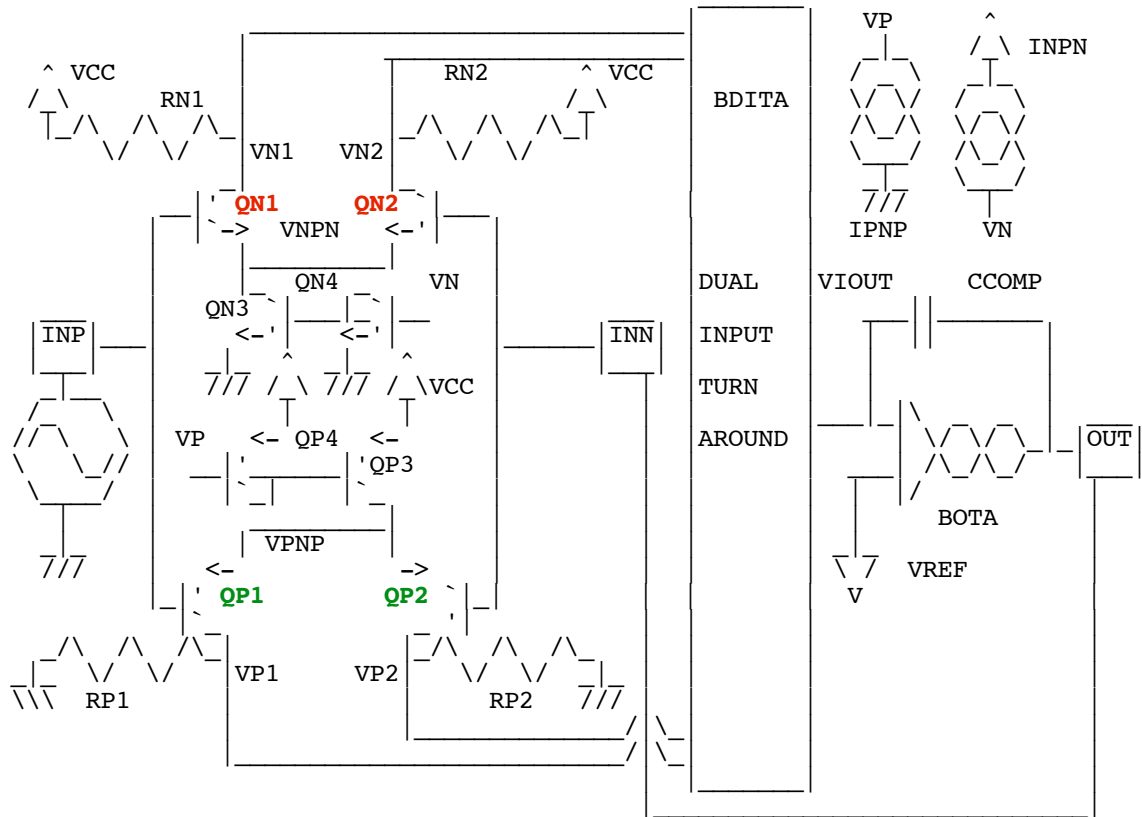 VP
INPN
VCC RN2 VCC
RN1 BDITA
VN1 VN2
QN1 QN2
VNPN IPNP VN
QN4 VN DUAL VIOUT CCOMP
QN3
INP INN INPUT
VCC TURN
VP QP4 AROUND OUT
QP3
BOTA
VPNP
VREF
QP1 QP2 V
VP1 VP2
RP1 RP2